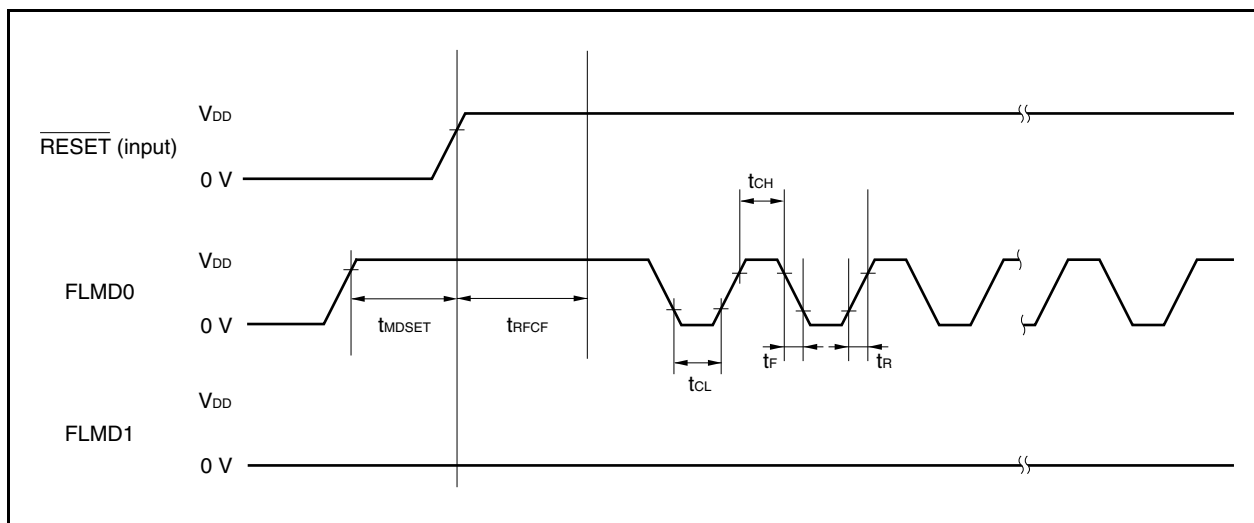 VDD
RESET (input)
0 V
tCH
VDD
FLMD0
0 V
tMDSET
tRFCF
tF
tR
tCL
VDD
FLMD1
0 V